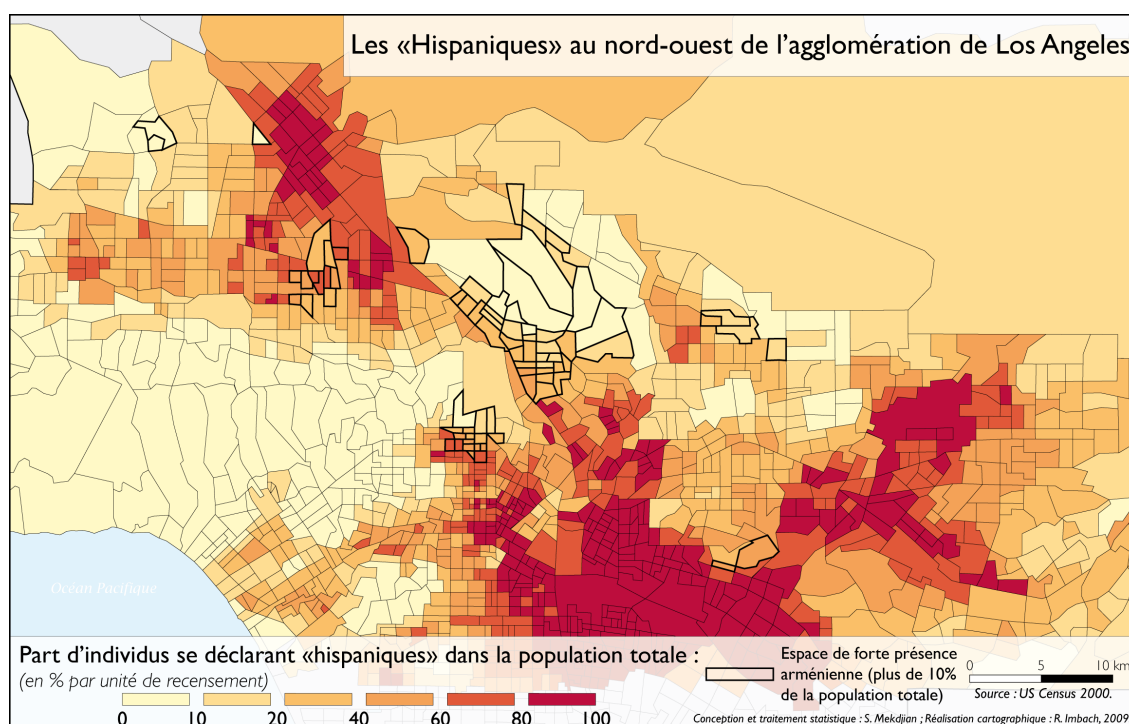 Les «Hispaniques» au nord-ouest de l’agglomération de Los Angeles
Océan Pacifique
Part d’individus se déclarant «hispaniques» dans la population totale :
(en % par unité de recensement)
0 10 20 40 60 80 100
Espace de forte présence
arménienne (plus de 10%
de la population totale)
0 5 10 km
Source : US Census 2000.
Conception et traitement statistique : S. Mekdjian ; Réalisation cartographique : R. Imbach, 2009